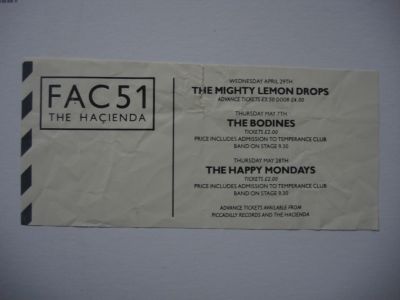 FAC51
THE HAÇIENDA
WEDNESDAY APRIL 29TH
THE MIGHTY LEMON DROPS
ADVANCE TICKETS £3.50 DOOR £4.00
THURSDAY MAY 7TH
THE BODINES
TICKETS £2.00
PRICE INCLUDES ADMISSION TO TEMPERANCE CLUB
BAND ON STAGE 9.30
THURSDAY MAY 28TH
THE HAPPY MONDAYS
TICKETS £2.00
PRICE INCLUDES ADMISSION TO TEMPERANCE CLUB
BAND ON STAGE 9.30
ADVANCE TICKETS AVAILABLE FROM
PICCADILLY RECORDS AND THE HACIENDA